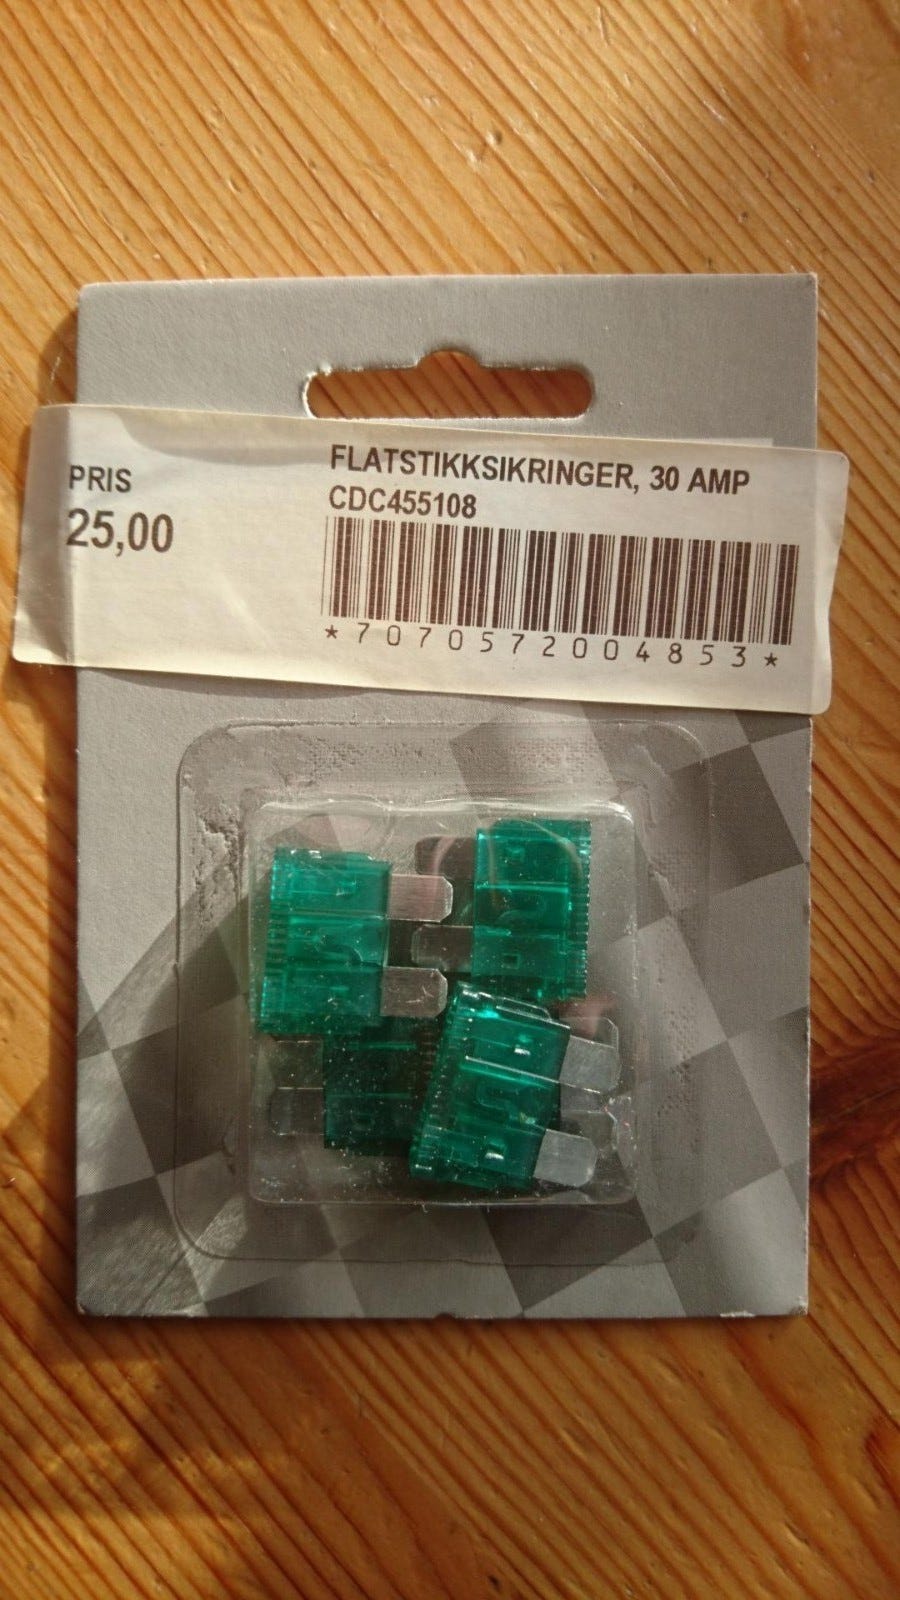 PRIS
25,00
FLATSTIKKSIKRINGER, 30 AMP
CDC455108
*7070572004853*